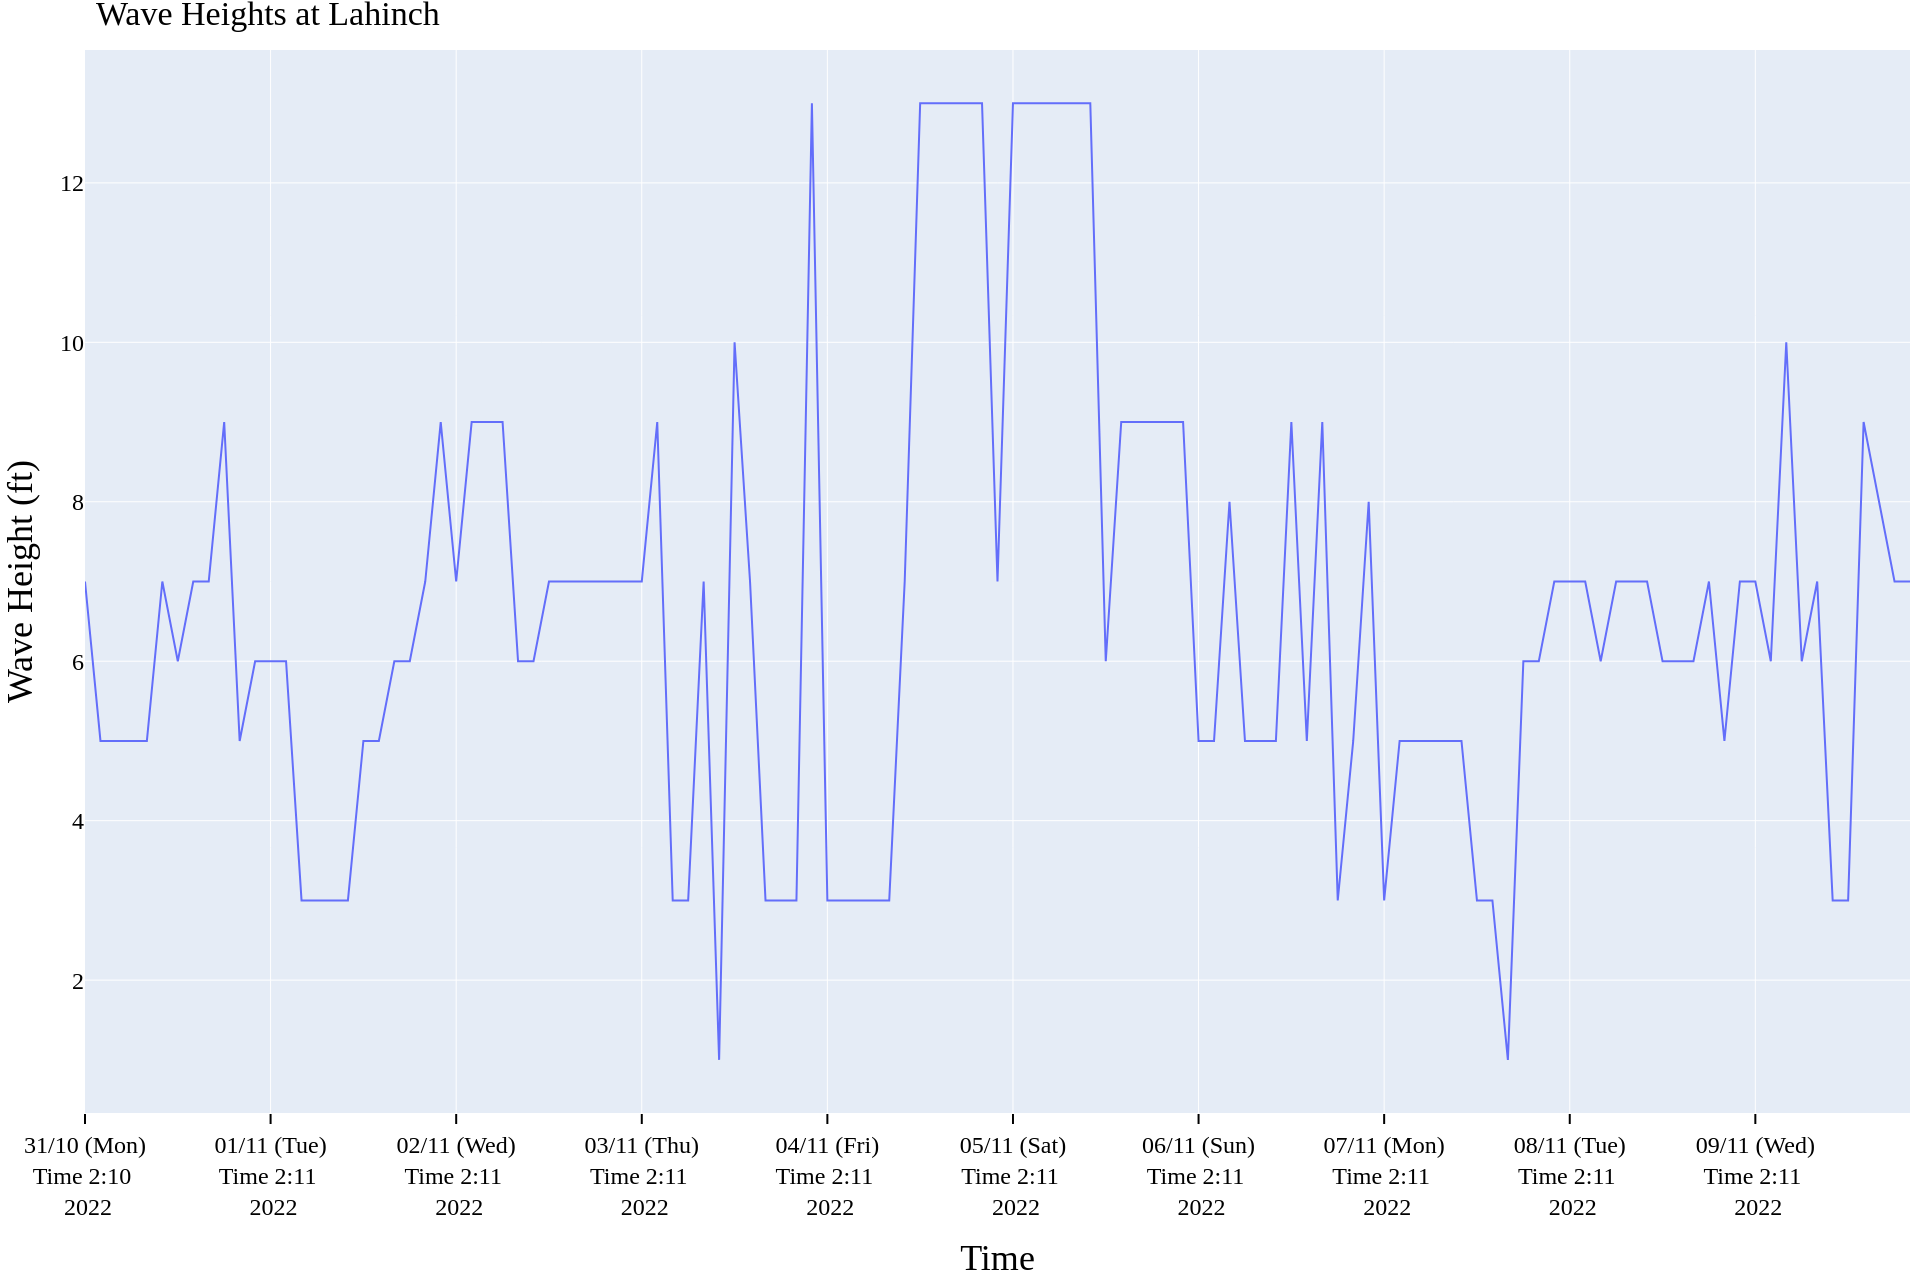 Wave Heights at Lahinch
Wave Height (ft)
12
10
8
6
4
2
31/10 (Mon)
Time 2:10
2022
01/11 (Tue)
Time 2:11
2022
02/11 (Wed)
Time 2:11
2022
03/11 (Thu)
Time 2:11
2022
04/11 (Fri)
Time 2:11
2022
05/11 (Sat)
Time 2:11
2022
06/11 (Sun)
Time 2:11
2022
07/11 (Mon)
Time 2:11
2022
08/11 (Tue)
Time 2:11
2022
09/11 (Wed)
Time 2:11
2022
Time